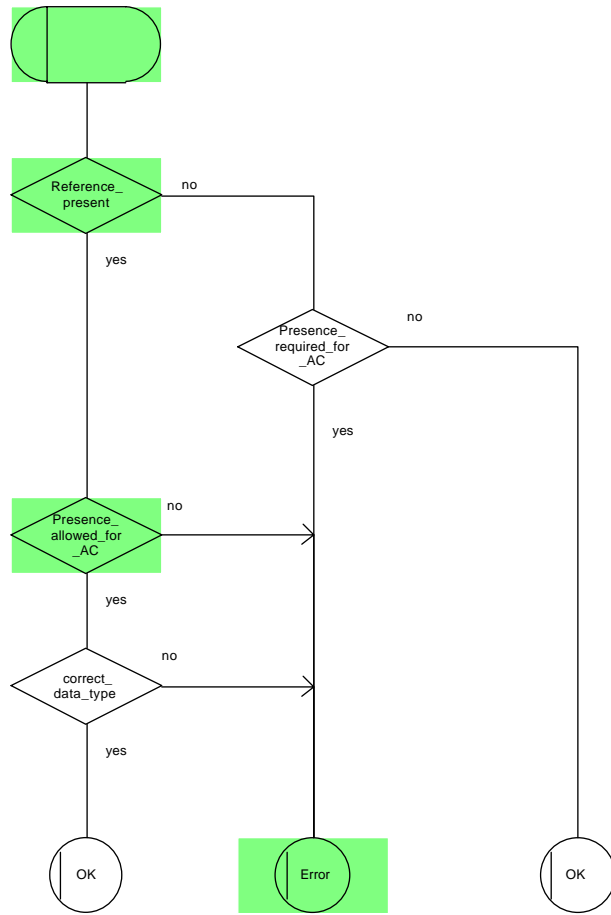 Reference_
present
no
yes
Presence_
required_for
_AC
no
yes
Presence_
allowed_for
_AC
no
yes
correct_
data_type
no
yes
OK
Error
OK